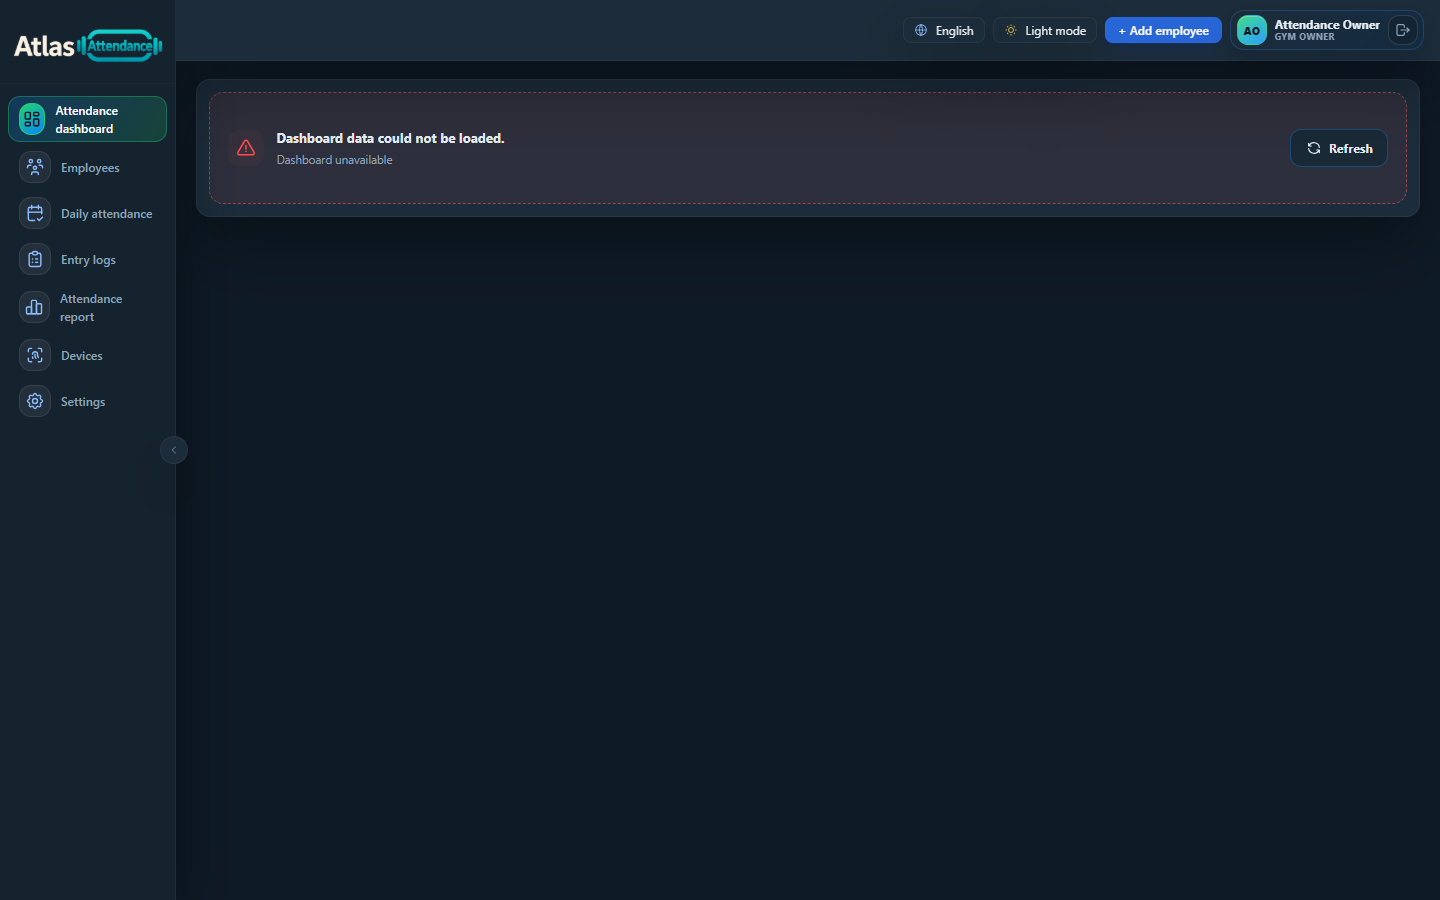 Atlas Attendance
English
Light mode
+ Add employee
AO
Attendance Owner
GYM OWNER
Attendance
dashboard
Employees
Daily attendance
Entry logs
Attendance
report
Devices
Settings
Dashboard data could not be loaded.
Dashboard unavailable
Refresh